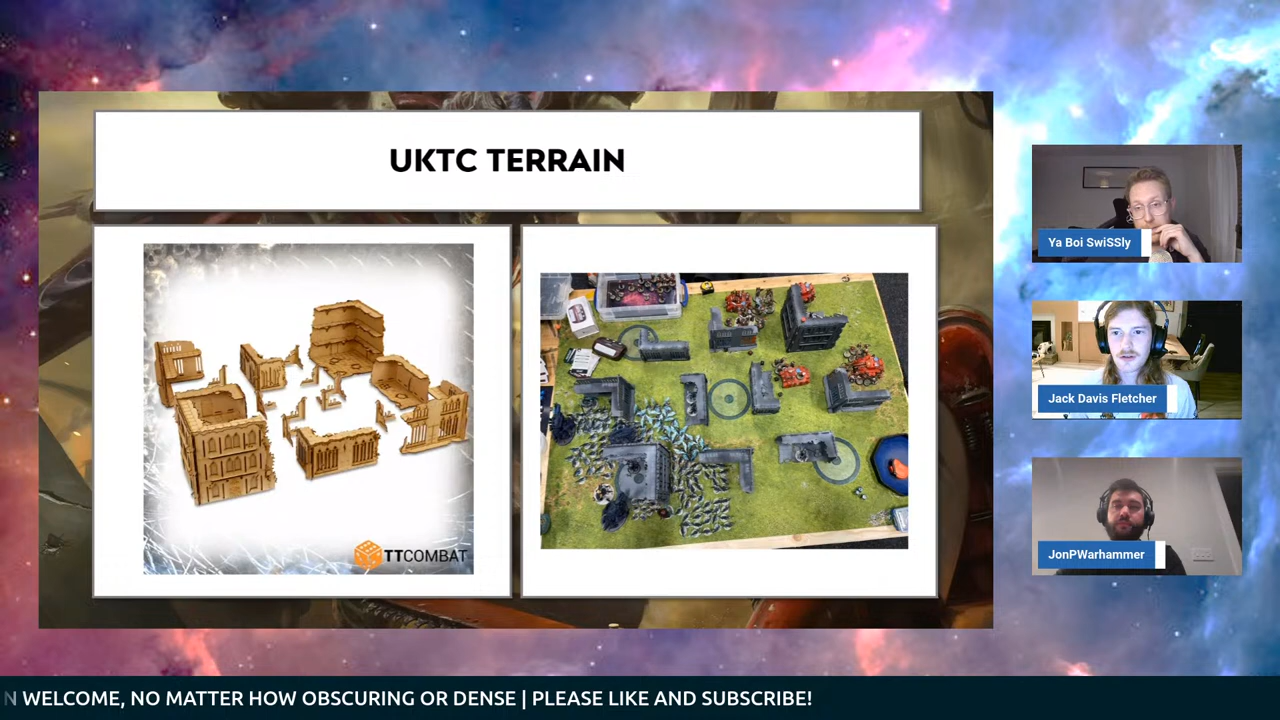 UKTC TERRAIN
TTCOMBAT
Ya Boi SwiSSly
Jack Davis Fletcher
JonPWarhammer
N WELCOME, NO MATTER HOW OBSCURING OR DENSE | PLEASE LIKE AND SUBSCRIBE!